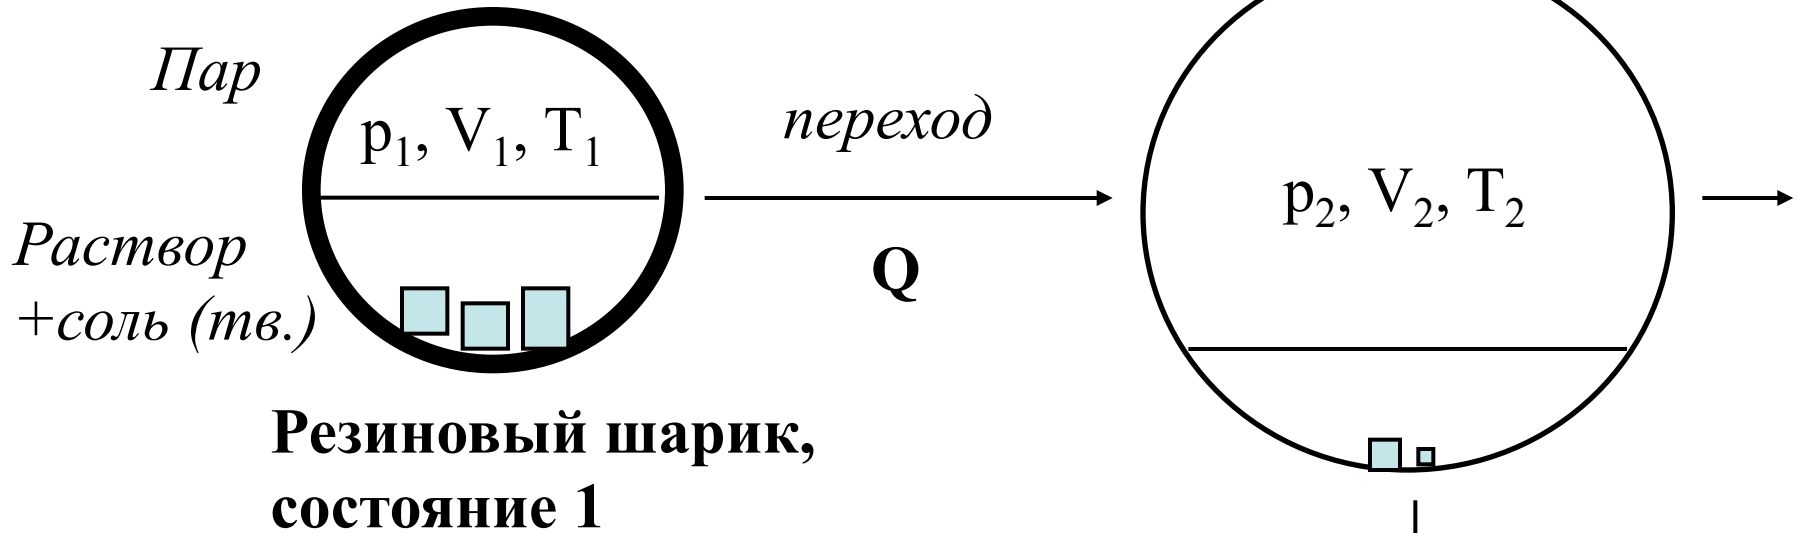 Пар
p₁, V₁, T₁
Раствор
+соль (тв.)
Резиновый шарик,
состояние 1
переход
Q
p₂, V₂, T₂